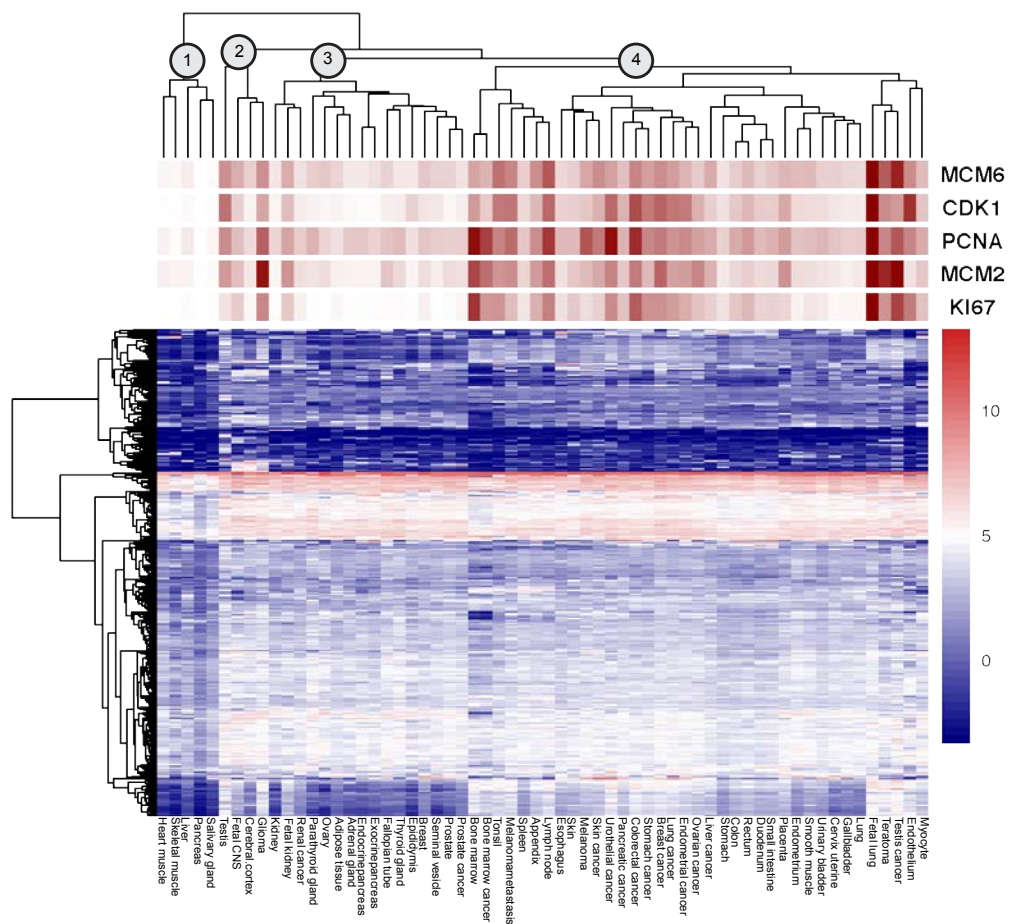 1
2
3
4
MCM6
CDK1
PCNA
MCM2
KI67
10
5
0
Heart muscle
Skeletal muscle
Liver
Pancreas
Salivary gland
Testis
Fetal CNS
Cerebral cortex
Glioma
Kidney
Fetal kidney
Renal cancer
Parathyroid gland
Ovary
Adipose tissue
Adrenal gland
Endocrinepancreas
Exocrinepancreas
Fallopian tube
Thyroid gland
Epididymis
Breast
Seminal vesicle
Prostate
Prostate cancer
Bone marrow
Bone marrow cancer
Tonsil
Melanomametastasis
Spleen
Appendix
Lymph node
Esophagus
Skin
Melanoma
Skin cancer
Urothelial cancer
Pancreatic cancer
Colorectal cancer
Stomach cancer
Breast cancer
Lung cancer
Endometrial cancer
Ovarian cancer
Liver cancer
Stomach
Colon
Rectum
Duodenum
Small intestine
Placenta
Endometrium
Smooth muscle
Urinary bladder
Cervix uterine
Gallbladder
Lung
Fetal lung
Teratoma
Testis cancer
Endothelium
Myocyte